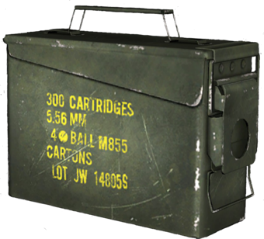 300 CARTRIDGES
5.56 MM
4 BALL M855
CARTONS
LOT JW 14805S